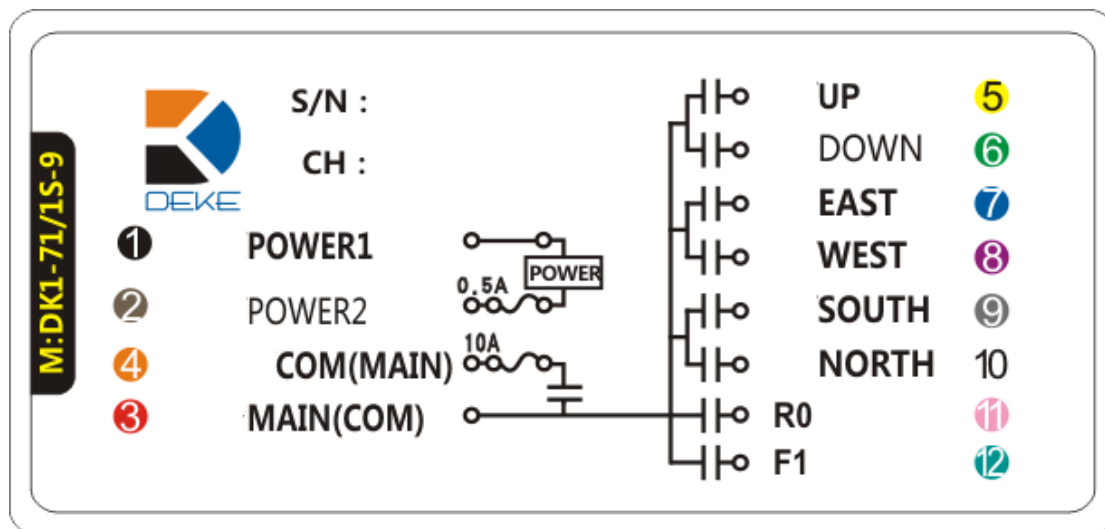 M:DK1-71/1S-9
DEKE
S/N :
CH :
1 POWER1
2 POWER2
4 COM(MAIN)
3 MAIN(COM)
POWER
0.5A
10A
UP 5
DOWN 6
EAST 7
WEST 8
SOUTH 9
NORTH 10
R0 11
F1 12